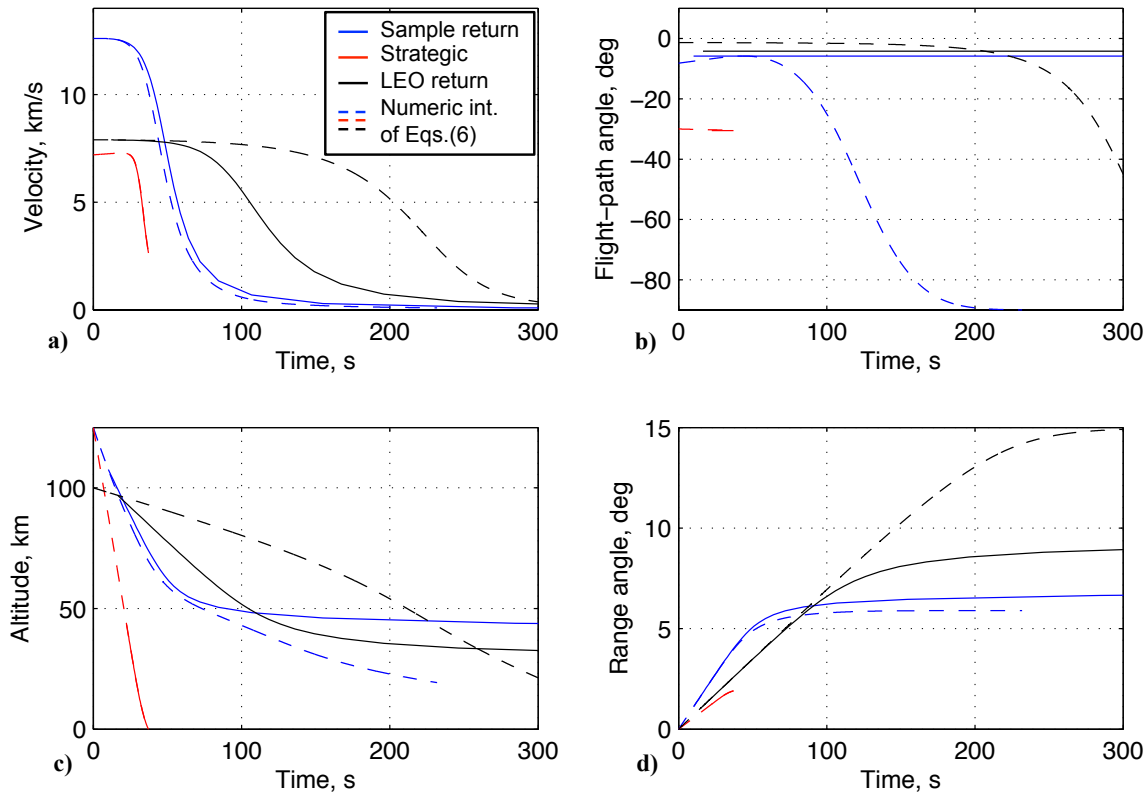 Velocity, km/s
10
5
0
0
100
200
300
Time, s
a)
Sample return
Strategic
LEO return
Numeric int.
of Eqs.(6)
Flight−path angle, deg
0
−20
−40
−60
−80
0
100
200
300
Time, s
b)
Altitude, km
100
50
0
0
100
200
300
Time, s
c)
Range angle, deg
15
10
5
0
0
100
200
300
Time, s
d)